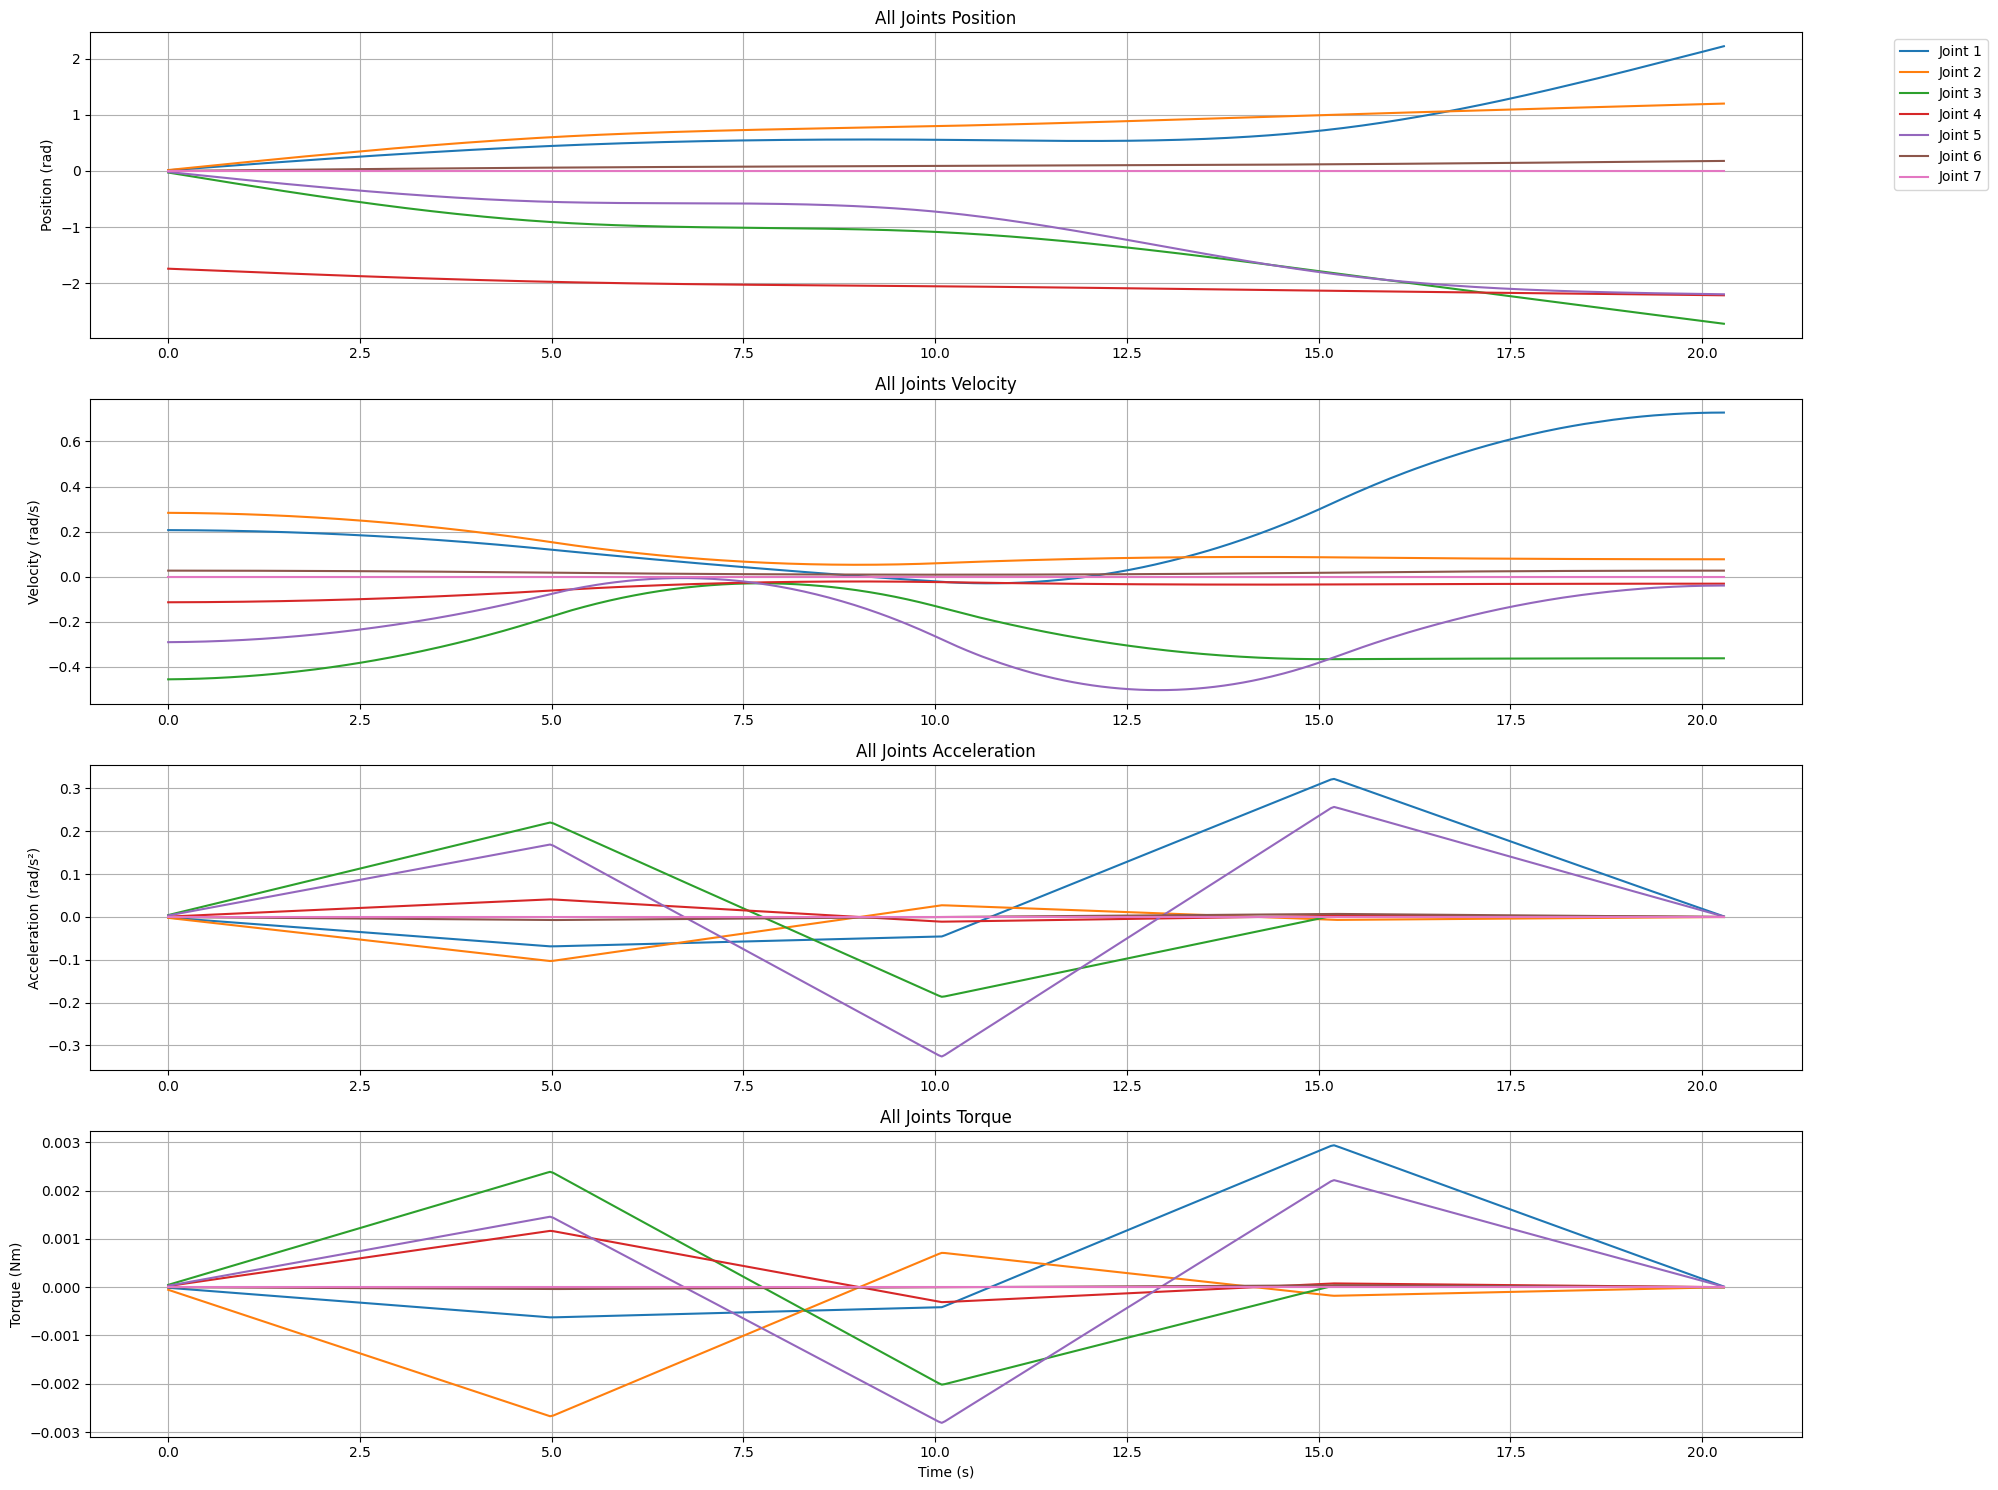 All Joints Position
Position (rad)
2
1
0
−1
−2
0.0 2.5 5.0 7.5 10.0 12.5 15.0 17.5 20.0
Joint 1
Joint 2
Joint 3
Joint 4
Joint 5
Joint 6
Joint 7
All Joints Velocity
Velocity (rad/s)
0.6
0.4
0.2
0.0
−0.2
−0.4
0.0 2.5 5.0 7.5 10.0 12.5 15.0 17.5 20.0
All Joints Acceleration
Acceleration (rad/s²)
0.3
0.2
0.1
0.0
−0.1
−0.2
−0.3
0.0 2.5 5.0 7.5 10.0 12.5 15.0 17.5 20.0
All Joints Torque
Torque (Nm)
0.003
0.002
0.001
0.000
−0.001
−0.002
−0.003
0.0 2.5 5.0 7.5 10.0 12.5 15.0 17.5 20.0
Time (s)